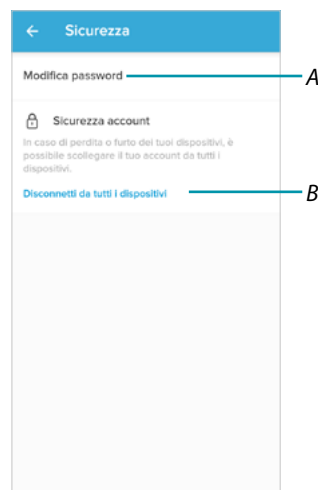 ← Sicurezza
Modifica password
A
Sicurezza account
In caso di perdita o furto dei tuoi dispositivi, è
possibile scollegare il tuo account da tutti i
dispositivi.
Disconnetti da tutti i dispositivi
B